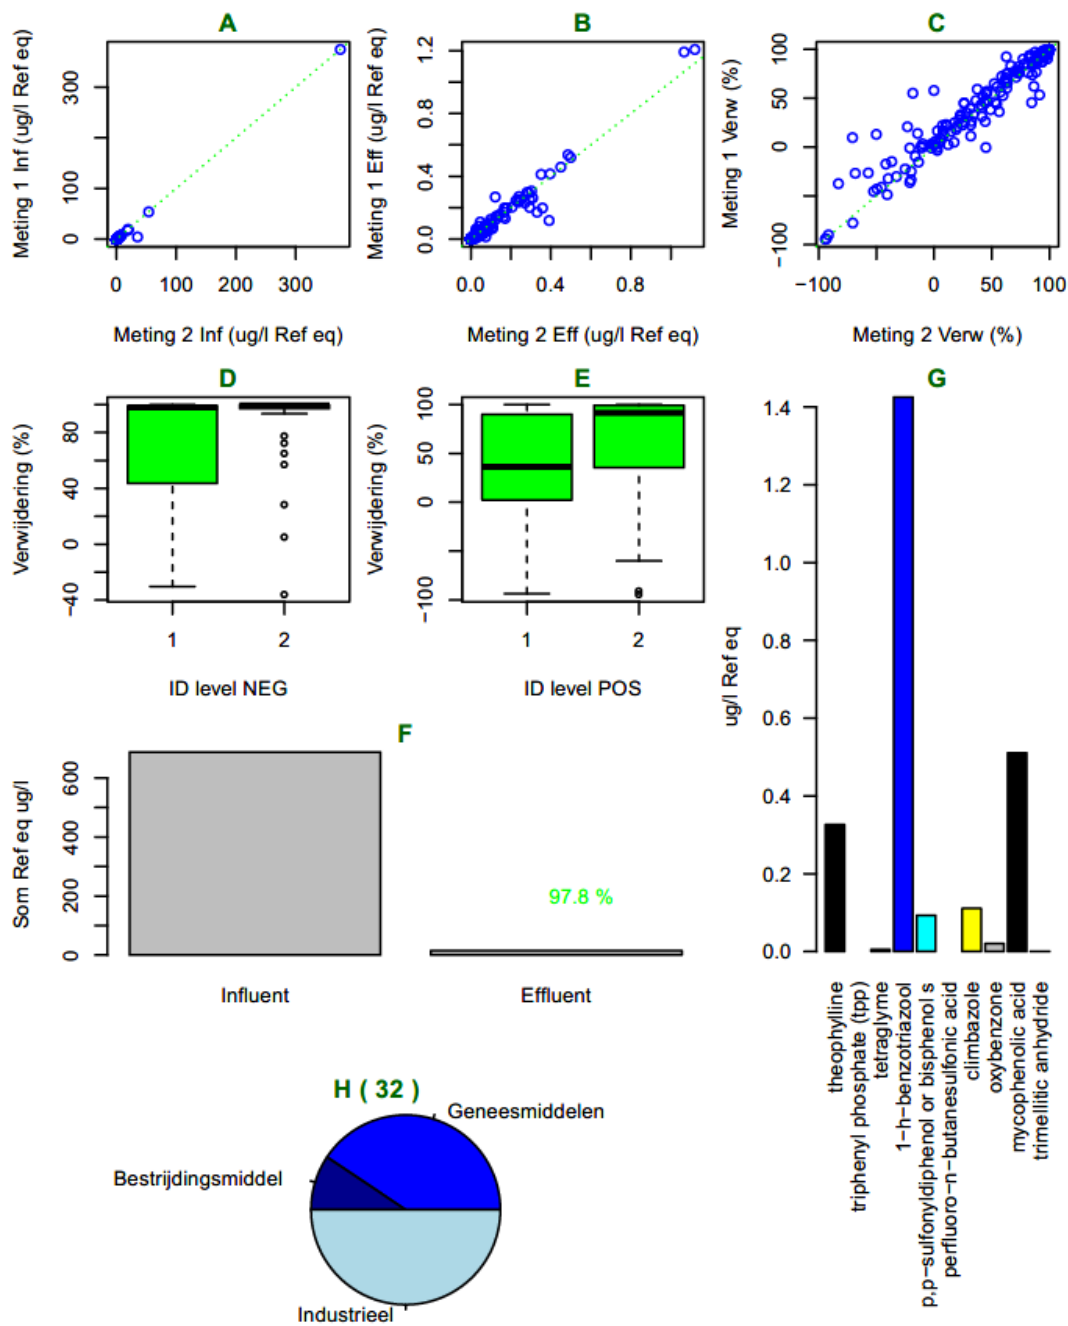 A
Meting 1 Inf (ug/l Ref eq)
300
100
0
0 100 200 300
Meting 2 Inf (ug/l Ref eq)
B
Meting 1 Eff (ug/l Ref eq)
1.2
0.8
0.4
0.0
0.0 0.4 0.8
Meting 2 Eff (ug/l Ref eq)
C
Meting 1 Verw (%)
100
50
0
−100
−100 0 50 100
Meting 2 Verw (%)
D
Verwijdering (%)
80
40
0
−40
1 2
ID level NEG
E
Verwijdering (%)
100
50
0
−100
1 2
ID level POS
G
ug/l Ref eq
1.4
1.2
1.0
0.8
0.6
0.4
0.2
0.0
theophylline
triphenyl phosphate (tpp)
tetraglyme
1−h−benzotriazool
p,p−sulfonyldiphenol or bisphenol s
perfluoro−n−butanesulfonic acid
climbazole
oxybenzone
mycophenolic acid
trimellitic anhydride
F
Som Ref eq ug/l
600
400
200
0
97.8 %
Influent Effluent
H ( 32 )
Geneesmiddelen
Bestrijdingsmiddel
Industrieel